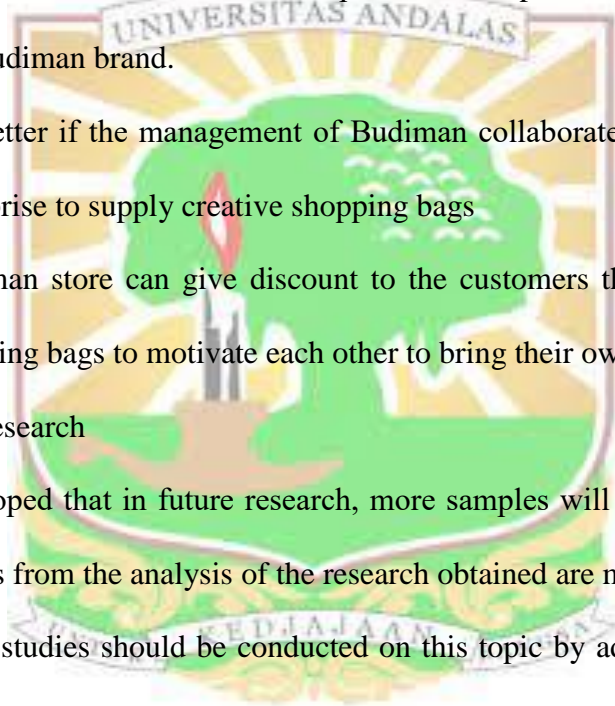 UNIVERSITAS ANDALAS
udiman brand.
etter if the management of Budiman collaborate
prise to supply creative shopping bags
nan store can give discount to the customers th
ing bags to motivate each other to bring their ow
esearch
oped that in future research, more samples will
s from the analysis of the research obtained are n
studies should be conducted on this topic by ad
KEDJAJAAN